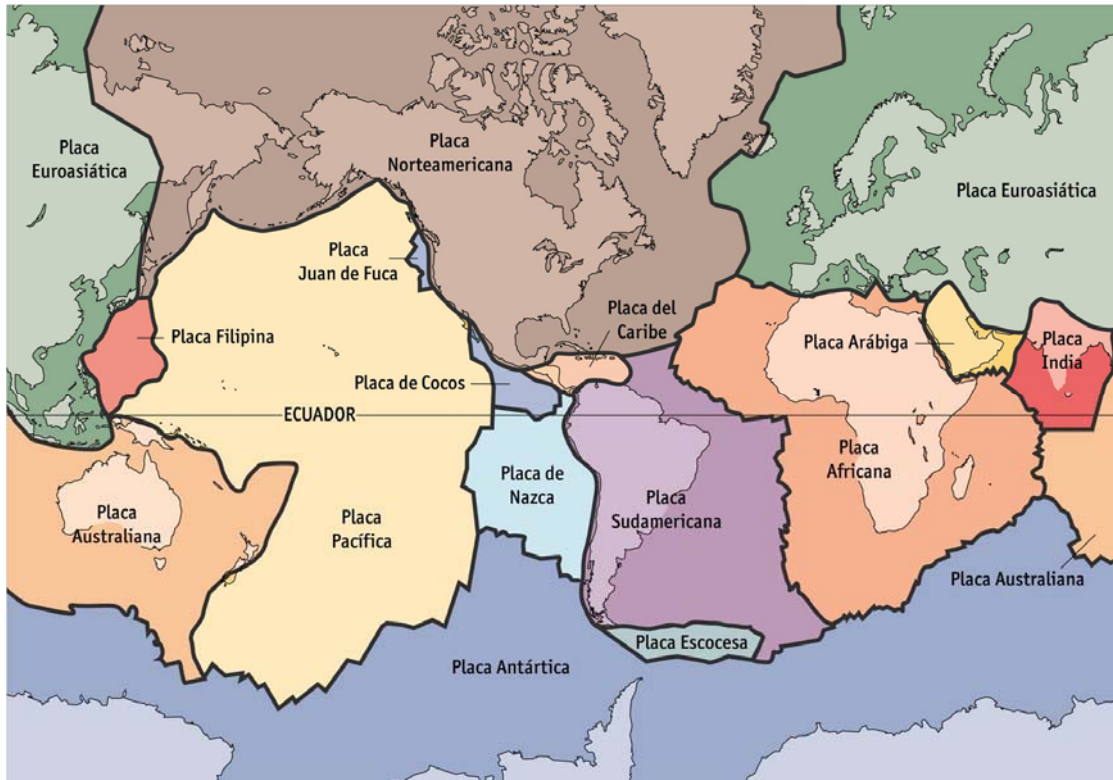 Placa
Euroasiática
Placa
Norteamericana
Placa Euroasiática
Placa
Juan de Fuca
Placa del
Caribe
Placa Filipina
Placa Arábiga
Placa
India
Placa de Cocos
ECUADOR
Placa
Africana
Placa de
Nazca
Placa
Sudamericana
Placa
Australiana
Placa
Pacífica
Placa Australiana
Placa Escocesa
Placa Antártica